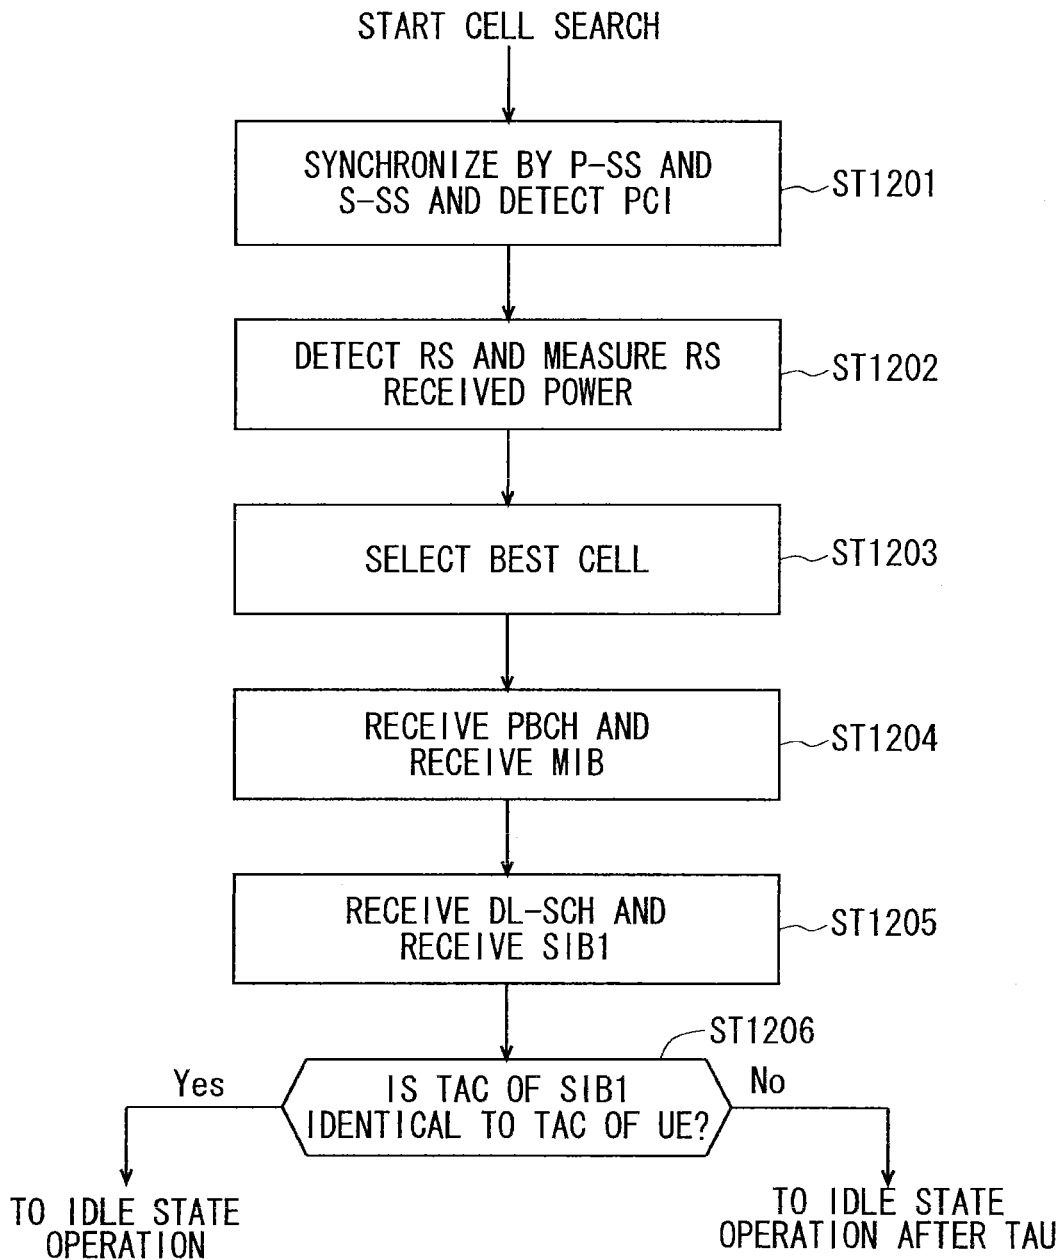 START CELL SEARCH
SYNCHRONIZE BY P-SS AND
S-SS AND DETECT PCI
ST1201
DETECT RS AND MEASURE RS
RECEIVED POWER
ST1202
SELECT BEST CELL
ST1203
RECEIVE PBCH AND
RECEIVE MIB
ST1204
RECEIVE DL-SCH AND
RECEIVE SIB1
ST1205
ST1206
IS TAC OF SIB1
IDENTICAL TO TAC OF UE?
Yes
No
TO IDLE STATE
OPERATION
TO IDLE STATE
OPERATION AFTER TAU